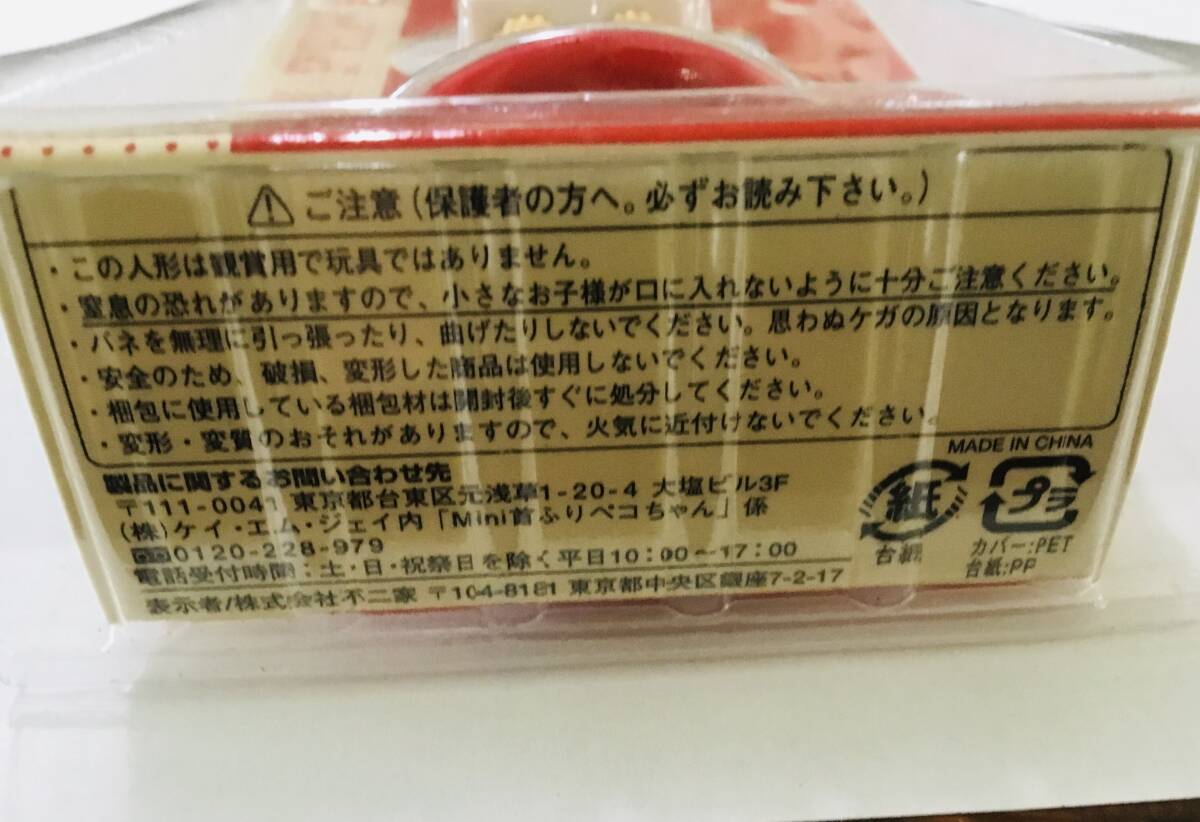 ⚠ご注意(保護者の方へ。必ずお読み下さい。)
・この人形は観賞用で玩具ではありません。
・窒息の恐れがありますので、小さなお子様が口に入れないように十分ご注意ください。
・バネを無理に引っ張ったり、曲げたりしないでください。思わぬケガの原因となります。
・安全のため、破損、変形した商品は使用しないでください。
・梱包に使用している梱包材は開封後すぐに処分してください。
・変形・変質のおそれがありますので、火気に近付けないでください。
MADE IN CHINA
製品に関するお問い合わせ先
〒111-0041 東京都台東区元浅草1-20-4 大塩ビル3F
(株)ケイ・エム・ジェイ内「Mini首ふりペコちゃん」係
0120-228-979
電話受付時間：土・日・祝祭日を除く平日10：00〜17：00
表示者/株式会社不二家 〒104-8181 東京都中央区銀座7-2-17
紙
台紙
プラ
カバー:PET
台紙:PP